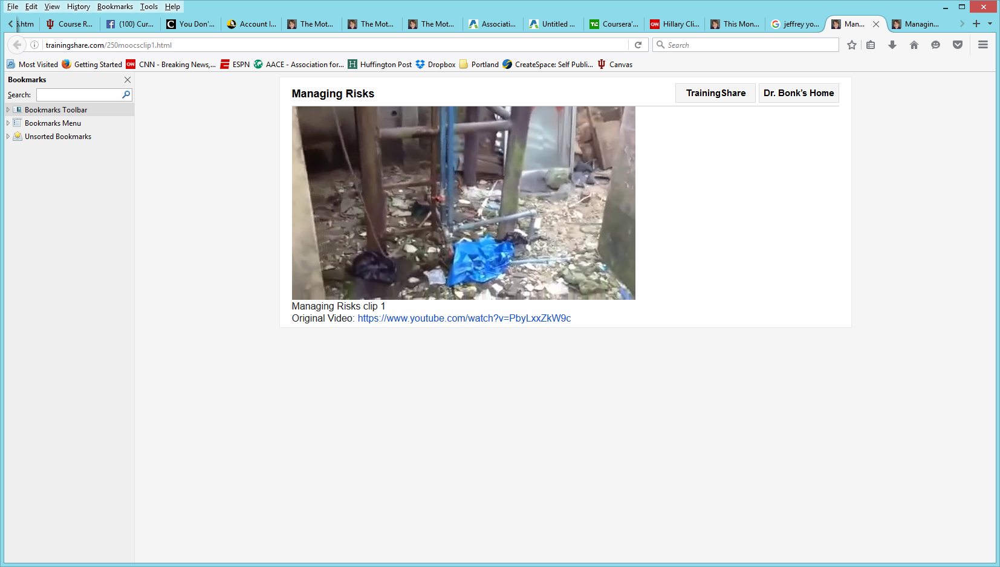 File Edit View History Bookmarks Tools Help
5.htm Course R... (100) Cur... You Don'... Account I... The Mot... The Mot... The Mot... Associati... Untitled ... Coursera'... Hillary Cli... This Mon... jeffrey yo... Man... Managin...
trainingshare.com/250moocsclip1.html Search
Most Visited Getting Started CNN - Breaking News,... ESPN AACE - Association for... Huffington Post Dropbox Portland CreateSpace: Self Publi... Canvas
Bookmarks
Search:
Bookmarks Toolbar
Bookmarks Menu
Unsorted Bookmarks
Managing Risks TrainingShare Dr. Bonk's Home
Managing Risks clip 1
Original Video: https://www.youtube.com/watch?v=PbyLxxZkW9c